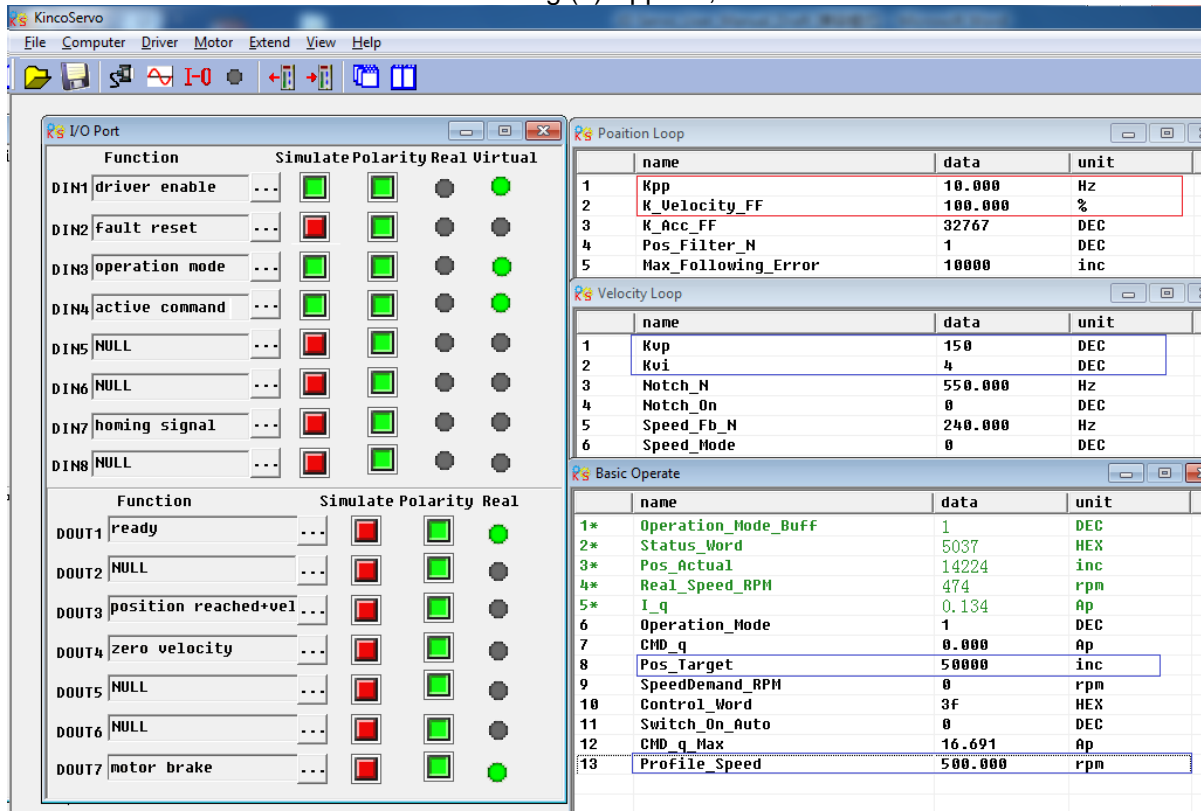 KincoServo
File Computer Driver Motor Extend View Help
I-O
I/O Port
Function Simulate Polarity Real Virtual
DIN1 driver enable ...
DIN2 fault reset ...
DIN3 operation mode ...
DIN4 active command ...
DIN5 NULL ...
DIN6 NULL ...
DIN7 homing signal ...
DIN8 NULL ...
Function Simulate Polarity Real
DOUT1 ready ...
DOUT2 NULL ...
DOUT3 position reached+vel ...
DOUT4 zero velocity ...
DOUT5 NULL ...
DOUT6 NULL ...
DOUT7 motor brake ...
Poaition Loop
name data unit
1 Kpp 10.000 Hz
2 K_Velocity_FF 100.000 %
3 K_Acc_FF 32767 DEC
4 Pos_Filter_N 1 DEC
5 Max_Following_Error 10000 inc
Velocity Loop
name data unit
1 Kvp 150 DEC
2 Kvi 4 DEC
3 Notch_N 550.000 Hz
4 Notch_On 0 DEC
5 Speed_Fb_N 240.000 Hz
6 Speed_Mode 0 DEC
Basic Operate
name data unit
1* Operation_Mode_Buff 1 DEC
2* Status_Word 5037 HEX
3* Pos_Actual 14224 inc
4* Real_Speed_RPM 474 rpm
5* I_q 0.134 Ap
6 Operation_Mode 1 DEC
7 CMD_q 0.000 Ap
8 Pos_Target 50000 inc
9 SpeedDemand_RPM 0 rpm
10 Control_Word 3f HEX
11 Switch_On_Auto 0 DEC
12 CMD_q_Max 16.691 Ap
13 Profile_Speed 500.000 rpm